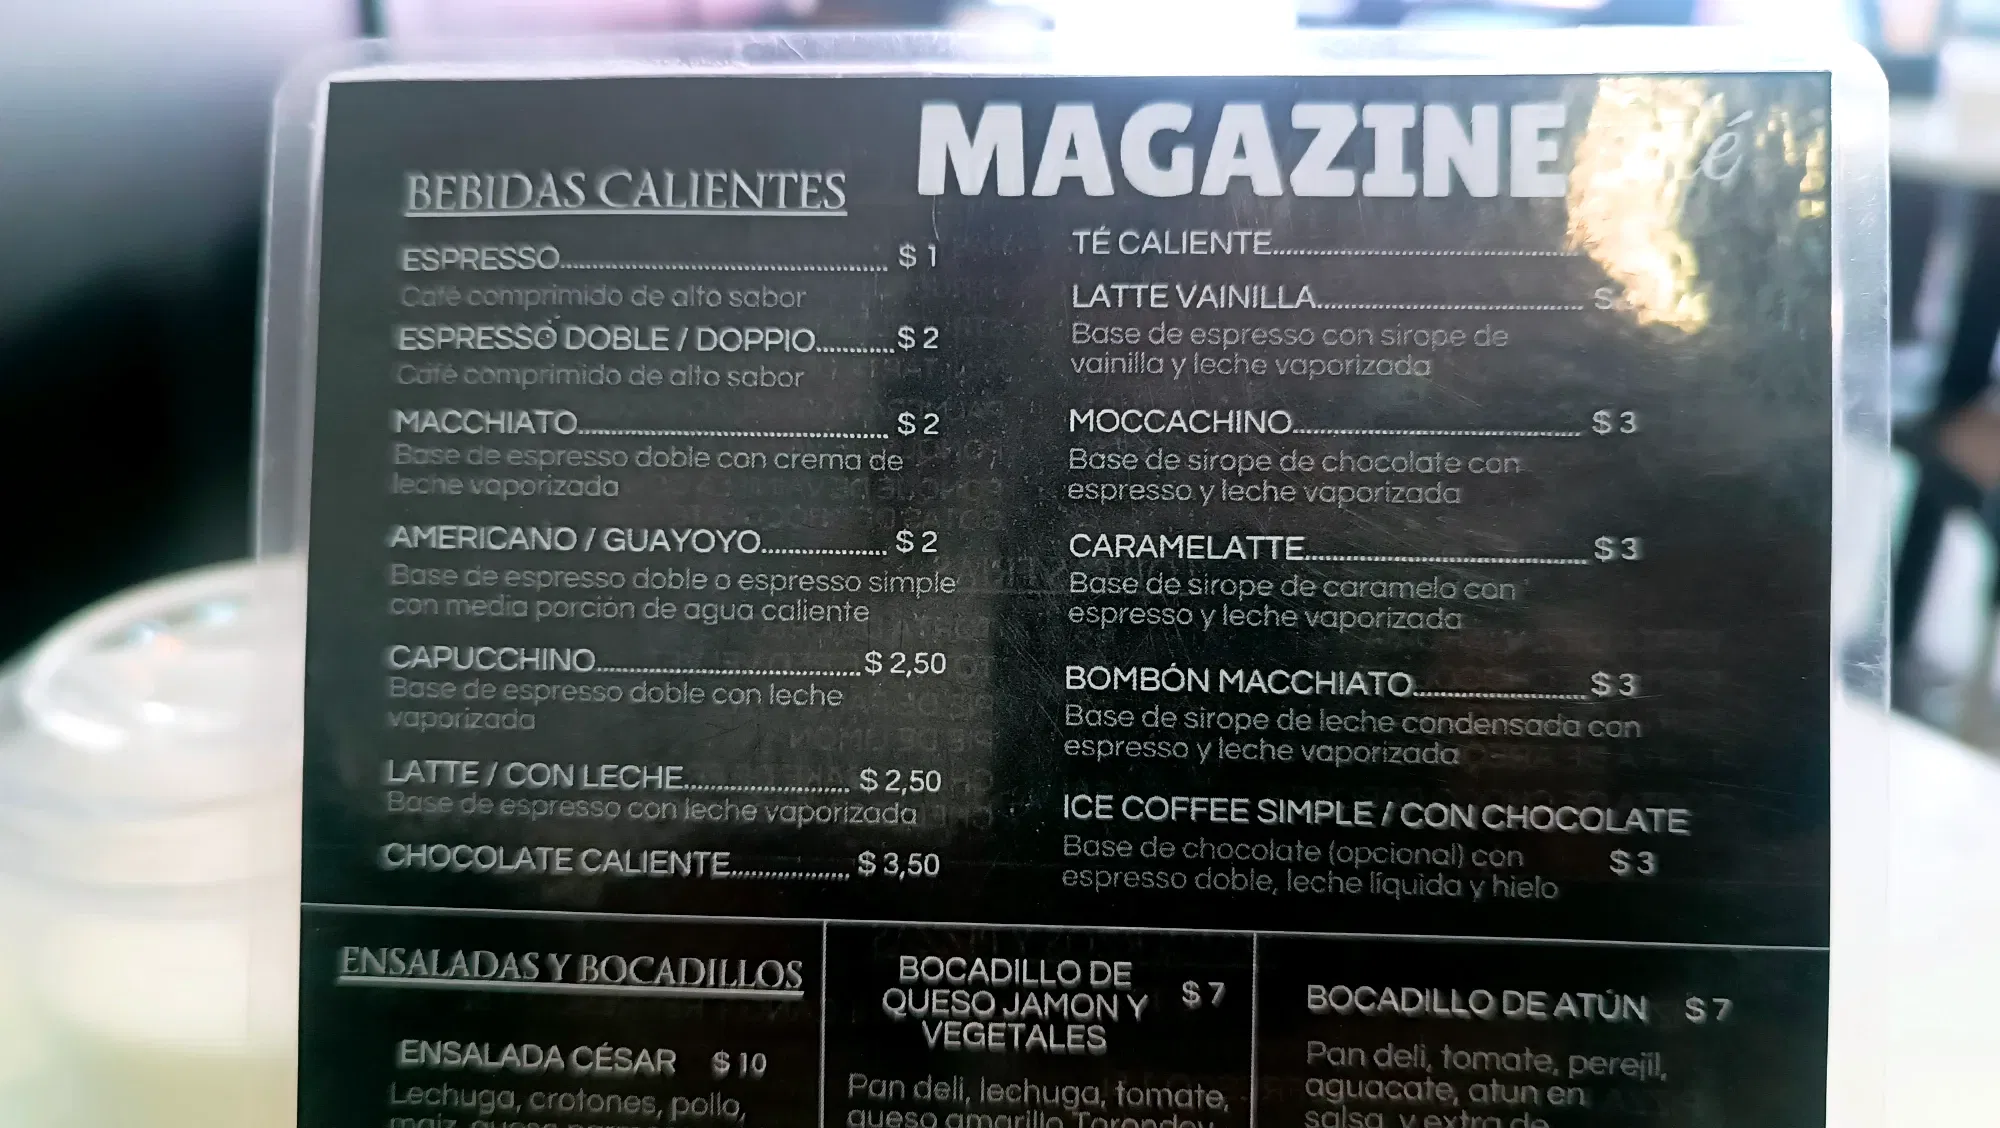 MAGAZINE
BEBIDAS CALIENTES
ESPRESSO $ 1
Café comprimido de alto sabor
ESPRESSO DOBLE / DOPPIO $ 2
Café comprimido de alto sabor
MACCHIATO $ 2
Base de espresso doble con crema de
leche vaporizada
AMERICANO / GUAYOYO $ 2
Base de espresso doble o espresso simple
con media porción de agua caliente
CAPUCCHINO $ 2,50
Base de espresso doble con leche
vaporizada
LATTE / CON LECHE $ 2,50
Base de espresso con leche vaporizada
CHOCOLATE CALIENTE $ 3,50
TÉ CALIENTE
LATTE VAINILLA $
Base de espresso con sirope de
vainilla y leche vaporizada
MOCCACHINO $ 3
Base de sirope de chocolate con
espresso y leche vaporizada
CARAMELATTE $ 3
Base de sirope de caramelo con
espresso y leche vaporizada
BOMBÓN MACCHIATO $ 3
Base de sirope de leche condensada con
espresso y leche vaporizada
ICE COFFEE SIMPLE / CON CHOCOLATE
Base de chocolate (opcional) con $ 3
espresso doble, leche líquida y hielo
ENSALADAS Y BOCADILLOS
ENSALADA CÉSAR $ 10
Lechuga, crotones, pollo,
BOCADILLO DE
QUESO JAMON Y $ 7
VEGETALES
Pan deli, lechuga, tomate,
queso amarillo
BOCADILLO DE ATÚN $ 7
Pan deli, tomate, perejil,
aguacate, atun en
salsa y extra de